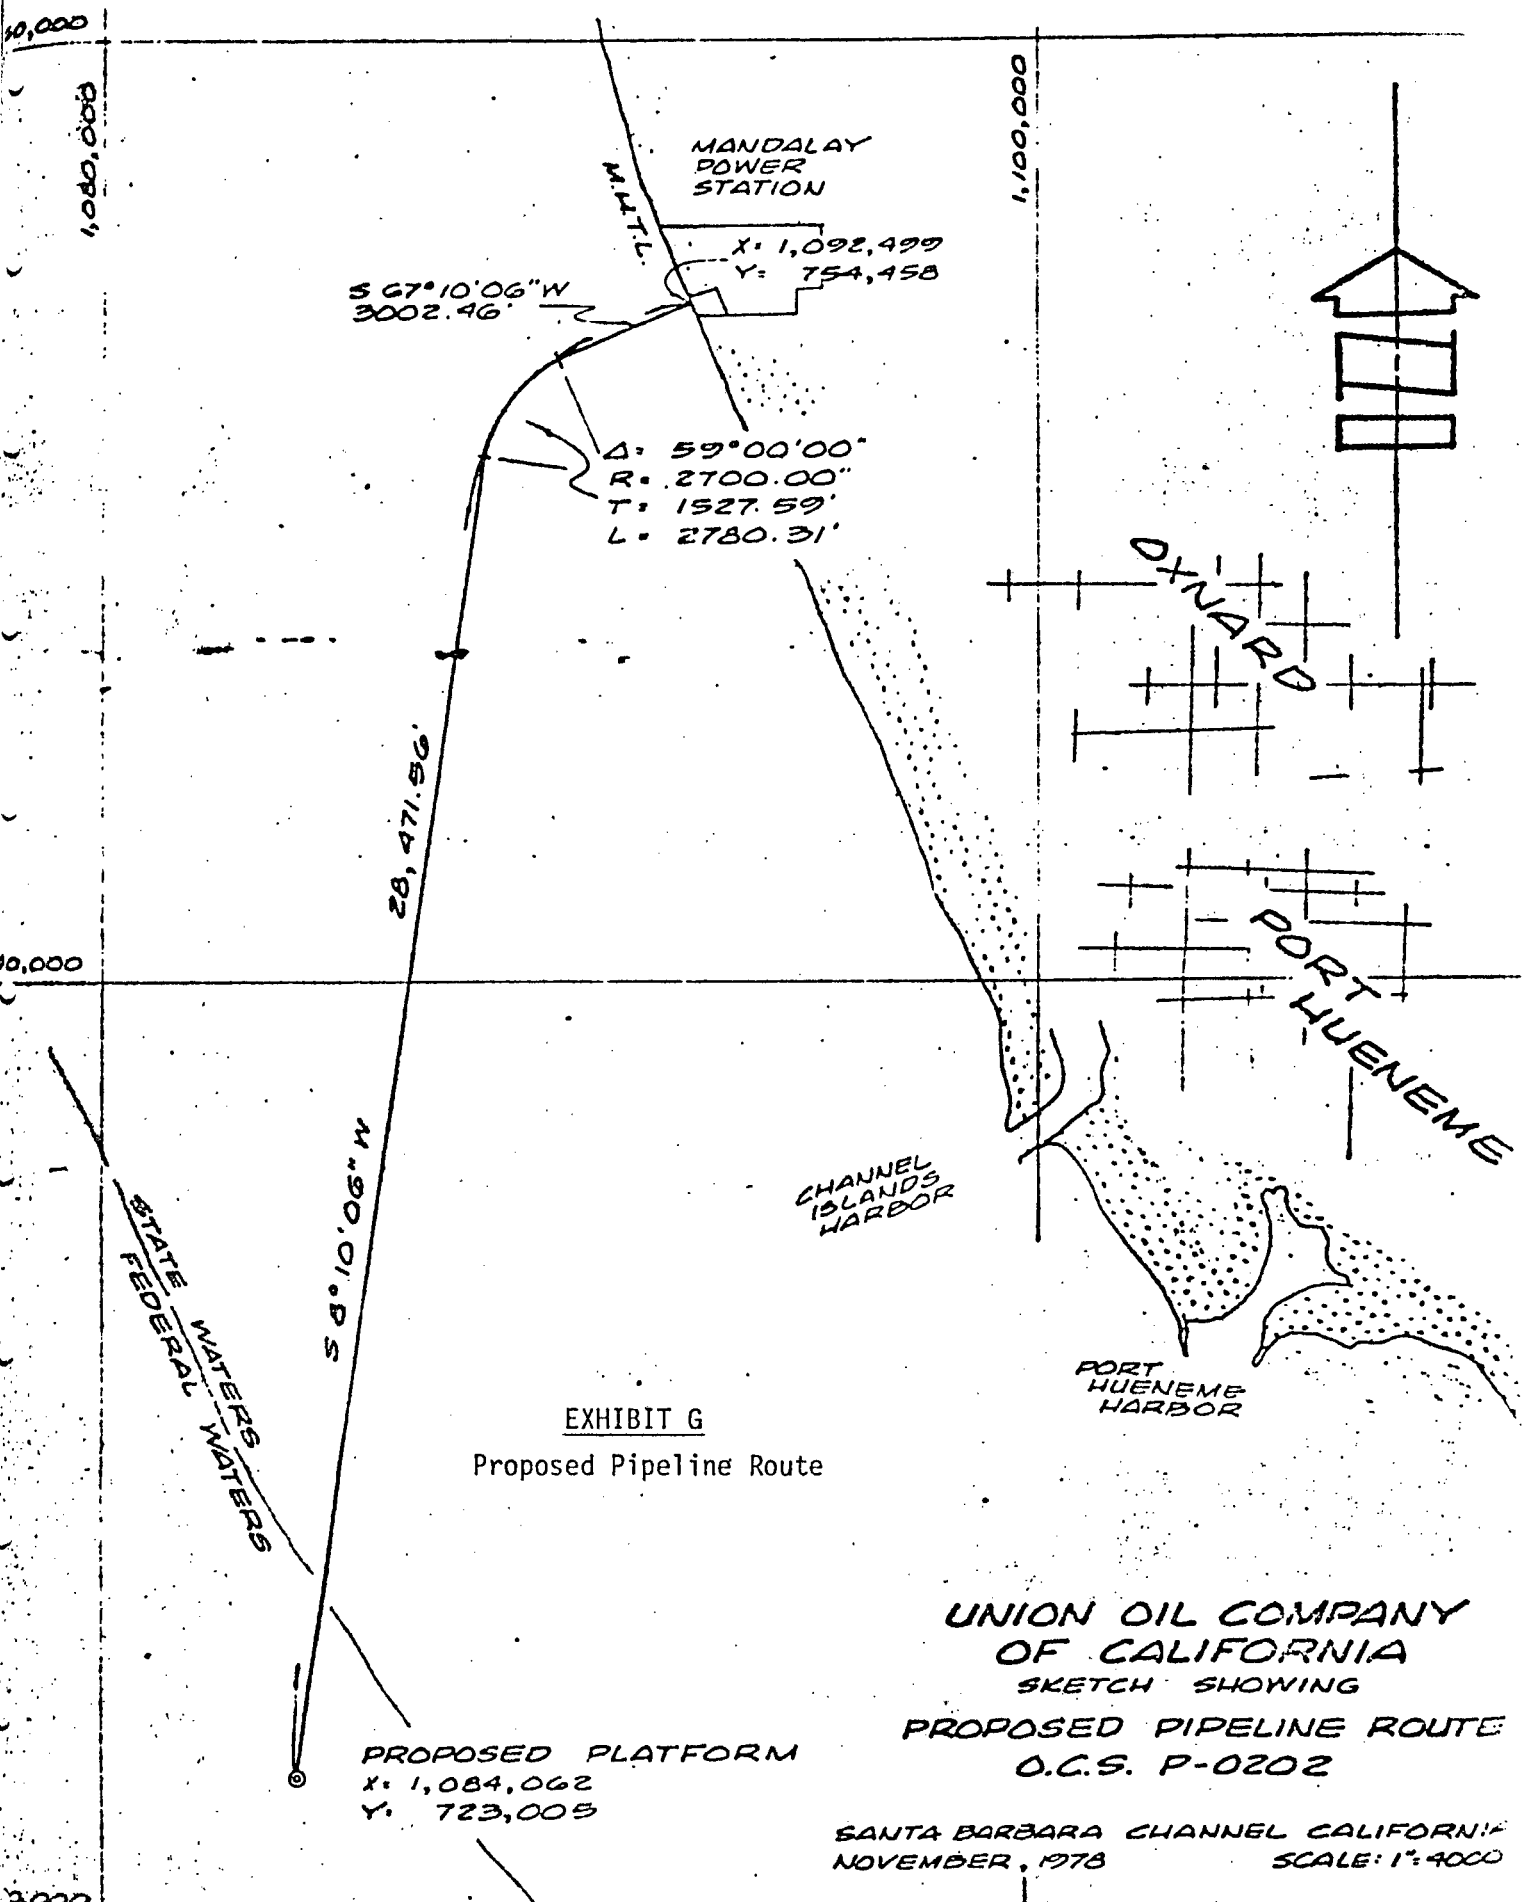 1,080,000
1,100,000
MANDALAY
POWER
STATION
M.H.T.L.
X: 1,092,499
Y: 754,458
S 67°10'06" W
3002.46'
Δ: 59°00'00"
R: 2700.00"
T: 1527.59'
L: 2780.31'
OXNARD
28,471.56'
0,000
PORT
HUENEME
S 8°10'06" W
CHANNEL
ISLANDS
HARBOR
STATE WATERS
FEDERAL WATERS
PORT
HUENEME
HARBOR
EXHIBIT G
Proposed Pipeline Route
UNION OIL COMPANY
OF CALIFORNIA
SKETCH SHOWING
PROPOSED PIPELINE ROUTE
O.C.S. P-0202
PROPOSED PLATFORM
X: 1,084,062
Y: 723,005
SANTA BARBARA CHANNEL CALIFORNIA
NOVEMBER, 1978 SCALE: 1"=4000